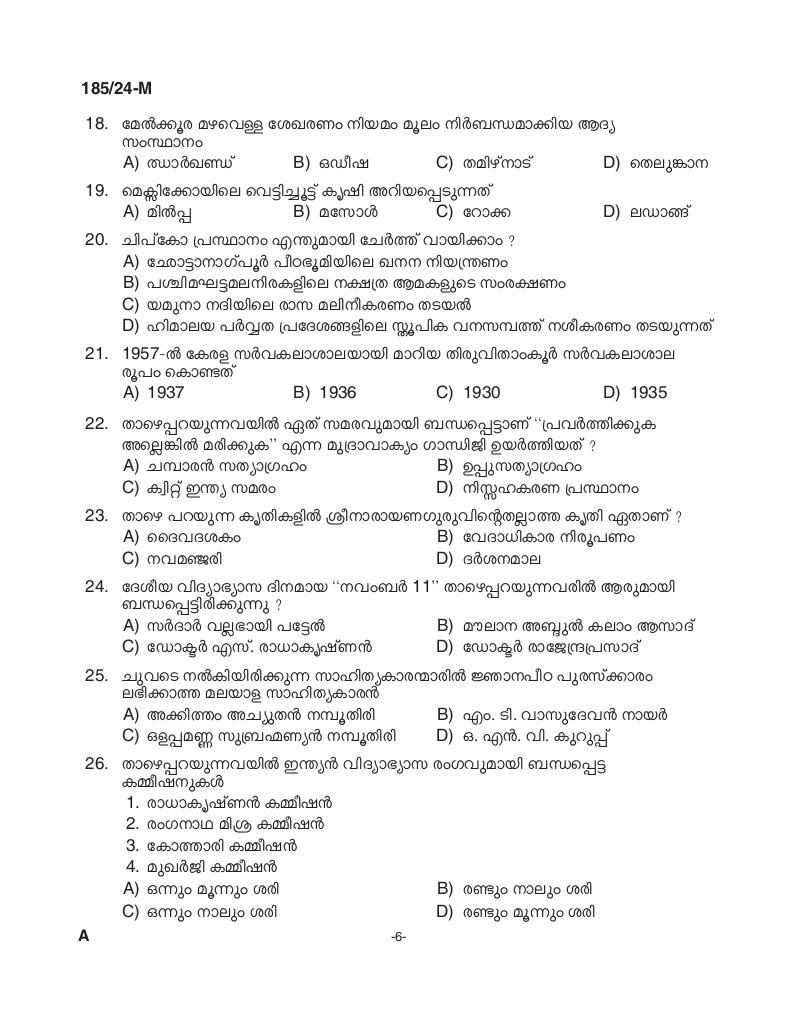 185/24-M
18. മേൽക്കൂര മഴവെള്ള ശേഖരണം നിയമം മൂലം നിർബന്ധമാക്കിയ ആദ്യ
സംസ്ഥാനം
A) ഝാർഖണ്ഡ് B) ഒഡീഷ C) തമിഴ്നാട് D) തെലുങ്കാന
19. മെക്സിക്കോയിലെ വെട്ടിച്ചൂട്ട് കൃഷി അറിയപ്പെടുന്നത്
A) മിൽപ്പ B) മസോൾ C) റോക്ക D) ലഡാങ്ങ്
20. ചിപ്കോ പ്രസ്ഥാനം എന്തുമായി ചേർത്ത് വായിക്കാം ?
A) ഛോട്ടാനാഗ്പൂർ പീഠഭൂമിയിലെ ഖനന നിയന്ത്രണം
B) പശ്ചിമഘട്ടമലനിരകളിലെ നക്ഷത്ര ആമകളുടെ സംരക്ഷണം
C) യമുനാ നദിയിലെ രാസ മലിനീകരണം തടയൽ
D) ഹിമാലയ പർവ്വത പ്രദേശങ്ങളിലെ സ്തൂപിക വനസമ്പത്ത് നശീകരണം തടയുന്നത്
21. 1957-ൽ കേരള സർവകലാശാലയായി മാറിയ തിരുവിതാംകൂർ സർവകലാശാല
രൂപം കൊണ്ടത്
A) 1937 B) 1936 C) 1930 D) 1935
22. താഴെപ്പറയുന്നവയിൽ ഏത് സമരവുമായി ബന്ധപ്പെട്ടാണ് ‘‘പ്രവർത്തിക്കുക
അല്ലെങ്കിൽ മരിക്കുക’’ എന്ന മുദ്രാവാക്യം ഗാന്ധിജി ഉയർത്തിയത് ?
A) ചമ്പാരൻ സത്യാഗ്രഹം B) ഉപ്പുസത്യാഗ്രഹം
C) ക്വിറ്റ് ഇന്ത്യ സമരം D) നിസ്സഹകരണ പ്രസ്ഥാനം
23. താഴെ പറയുന്ന കൃതികളിൽ ശ്രീനാരായണഗുരുവിന്റെതല്ലാത്ത കൃതി ഏതാണ് ?
A) ദൈവദശകം B) വേദാധികാര നിരൂപണം
C) നവമഞ്ജരി D) ദർശനമാല
24. ദേശീയ വിദ്യാഭ്യാസ ദിനമായ ‘‘നവംബർ 11’’ താഴെപ്പറയുന്നവരിൽ ആരുമായി
ബന്ധപ്പെട്ടിരിക്കുന്നു ?
A) സർദാർ വല്ലഭായി പട്ടേൽ B) മൗലാന അബ്ദുൽ കലാം ആസാദ്
C) ഡോക്ടർ എസ്. രാധാകൃഷ്ണൻ D) ഡോക്ടർ രാജേന്ദ്രപ്രസാദ്
25. ചുവടെ നൽകിയിരിക്കുന്ന സാഹിത്യകാരന്മാരിൽ ജ്ഞാനപീഠ പുരസ്ക്കാരം
ലഭിക്കാത്ത മലയാള സാഹിത്യകാരൻ
A) അക്കിത്തം അച്യുതൻ നമ്പൂതിരി B) എം. ടി. വാസുദേവൻ നായർ
C) ഒളപ്പമണ്ണ സുബ്രഹ്മണ്യൻ നമ്പൂതിരി D) ഒ. എൻ. വി. കുറുപ്പ്
26. താഴെപ്പറയുന്നവയിൽ ഇന്ത്യൻ വിദ്യാഭ്യാസ രംഗവുമായി ബന്ധപ്പെട്ട
കമ്മീഷനുകൾ
1. രാധാകൃഷ്ണൻ കമ്മീഷൻ
2. രംഗനാഥ മിശ്ര കമ്മീഷൻ
3. കോത്താരി കമ്മീഷൻ
4. മുഖർജി കമ്മീഷൻ
A) ഒന്നും മൂന്നും ശരി B) രണ്ടും നാലും ശരി
C) ഒന്നും നാലും ശരി D) രണ്ടും മൂന്നും ശരി
A -6-